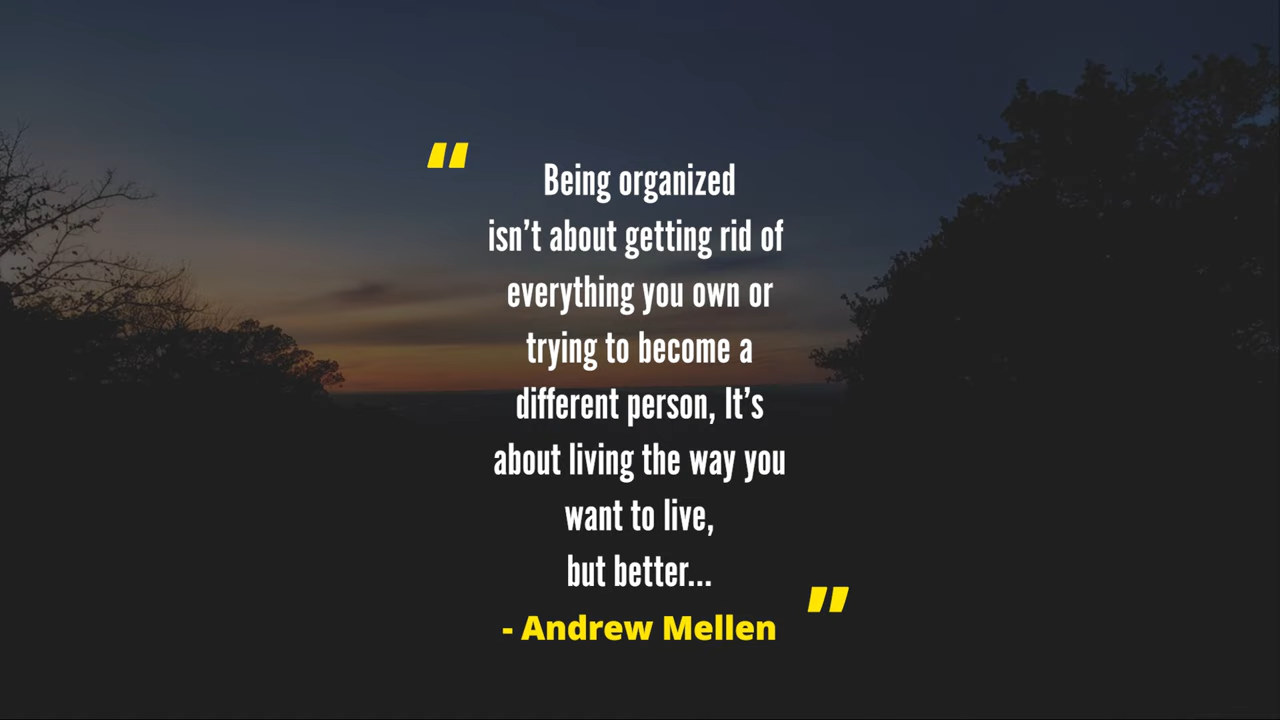 “
Being organized
isn’t about getting rid of
everything you own or
trying to become a
different person, It’s
about living the way you
want to live,
but better...
”
- Andrew Mellen